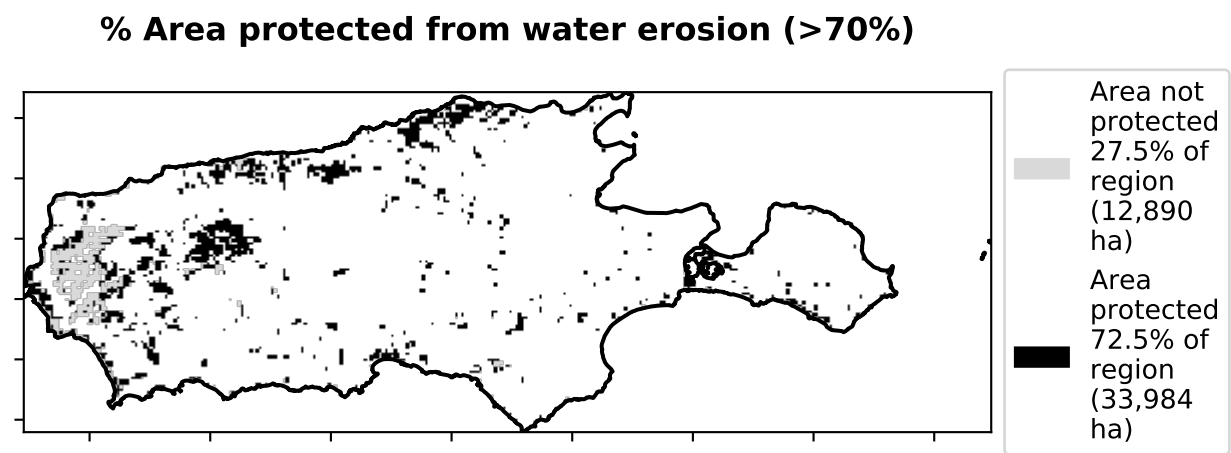 % Area protected from water erosion (>70%)
Area not
protected
27.5% of
region
(12,890
ha)
Area
protected
72.5% of
region
(33,984
ha)